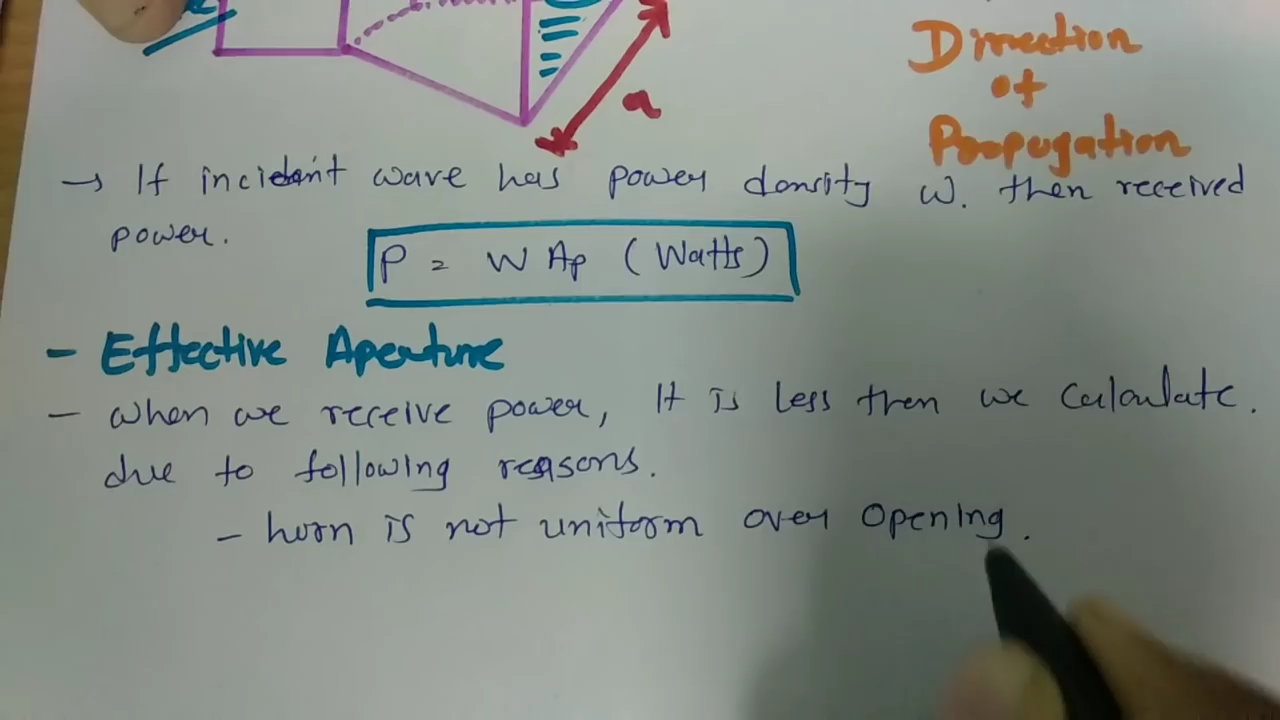 a
Direction
of
Propugation
→ If incident wave has power density W. then received
power.
P = W Ap (Watts)
- Effective Aperture
- when we receive power, It is less then we calculate.
due to following reasons.
- horn is not uniform over opening.